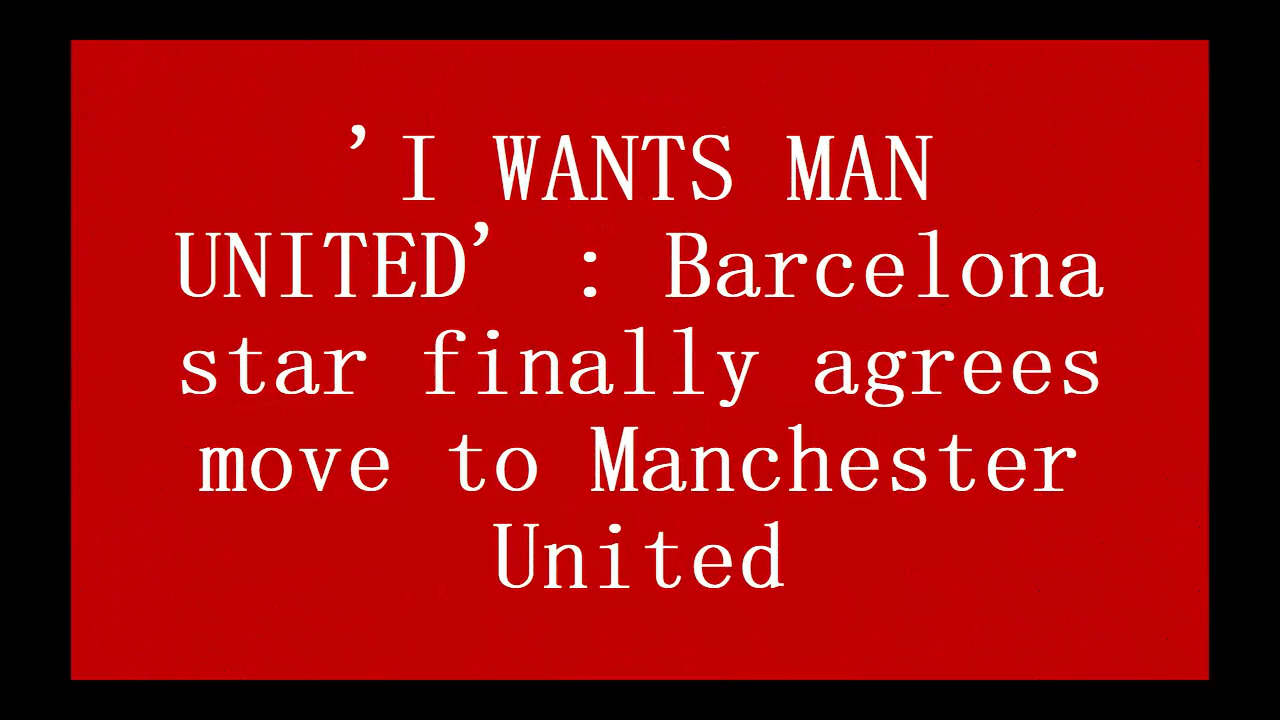 ’I WANTS MAN
UNITED’ : Barcelona
star finally agrees
move to Manchester
United